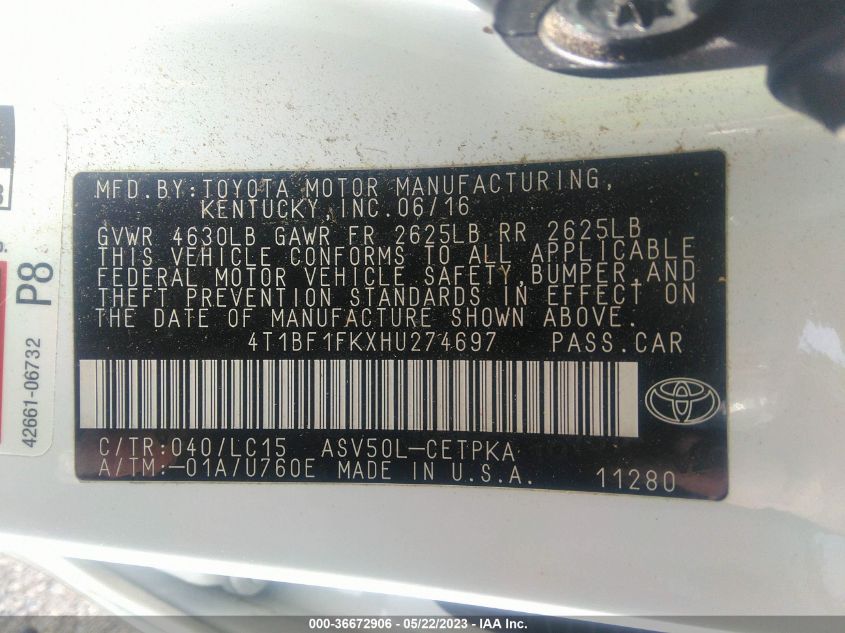 MFD.BY:TOYOTA MOTOR MANUFACTURING,
KENTUCKY,INC.06/16
GVWR 4630LB GAWR FR 2625LB RR 2625LB
THIS VEHICLE CONFORMS TO ALL APPLICABLE
FEDERAL MOTOR VEHICLE SAFETY,BUMPER,AND
THEFT PREVENTION STANDARDS IN EFFECT ON
THE DATE OF MANUFACTURE SHOWN ABOVE.
4T1BF1FKXHU274697 PASS.CAR
C/TR:040/LC15 ASV50L-CETPKA
A/TM:-01A/U760E MADE IN U.S.A. 11280
P8
42661-06732
000-36672906 - 05/22/2023 - IAA Inc.